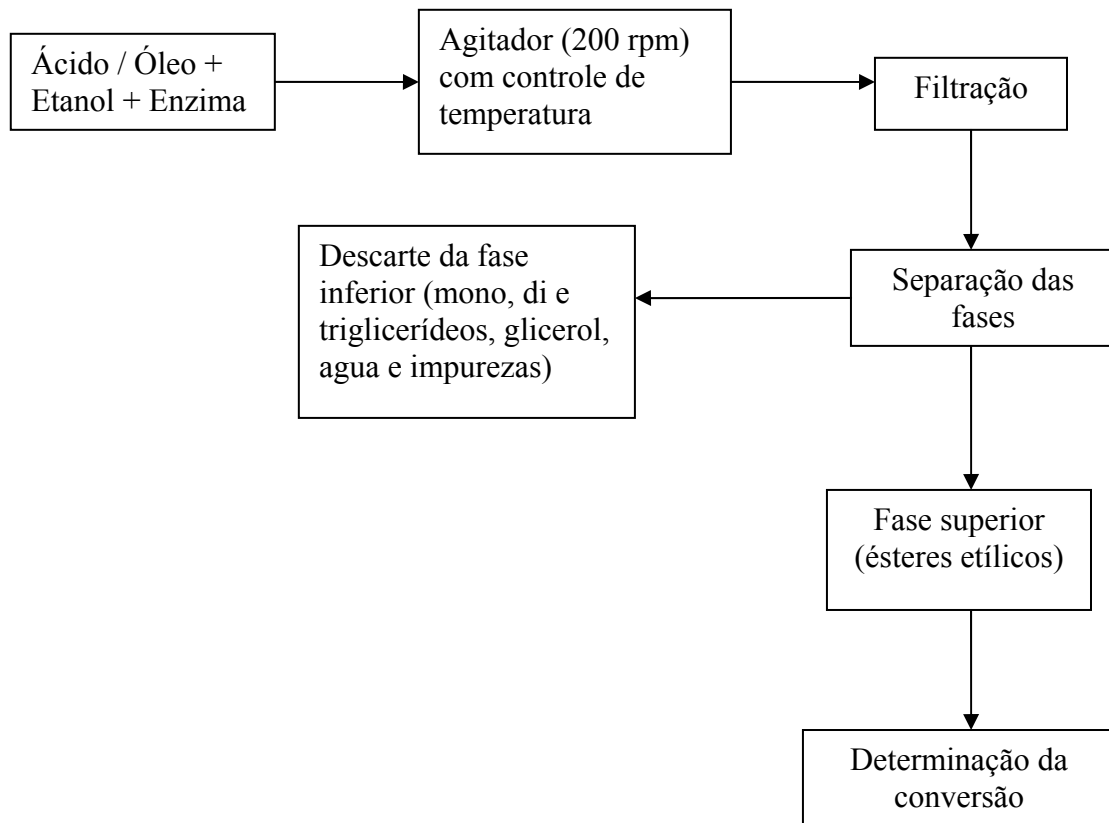 Ácido / Óleo +
Etanol + Enzima
Agitador (200 rpm)
com controle de
temperatura
Filtração
Separação das
fases
Descarte da fase
inferior (mono, di e
triglicerídeos, glicerol,
agua e impurezas)
Fase superior
(ésteres etílicos)
Determinação da
conversão